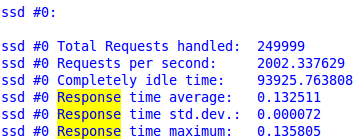 ssd #0:
ssd #0 Total Requests handled: 249999
ssd #0 Requests per second: 2002.337629
ssd #0 Completely idle time: 93925.763808
ssd #0 Response time average: 0.132511
ssd #0 Response time std.dev.: 0.000072
ssd #0 Response time maximum: 0.135805